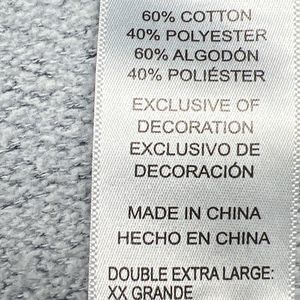 60% COTTON
40% POLYESTER
60% ALGODÓN
40% POLIÉSTER
EXCLUSIVE OF
DECORATION
EXCLUSIVO DE
DECORACIÓN
MADE IN CHINA
HECHO EN CHINA
DOUBLE EXTRA LARGE:
XX GRANDE